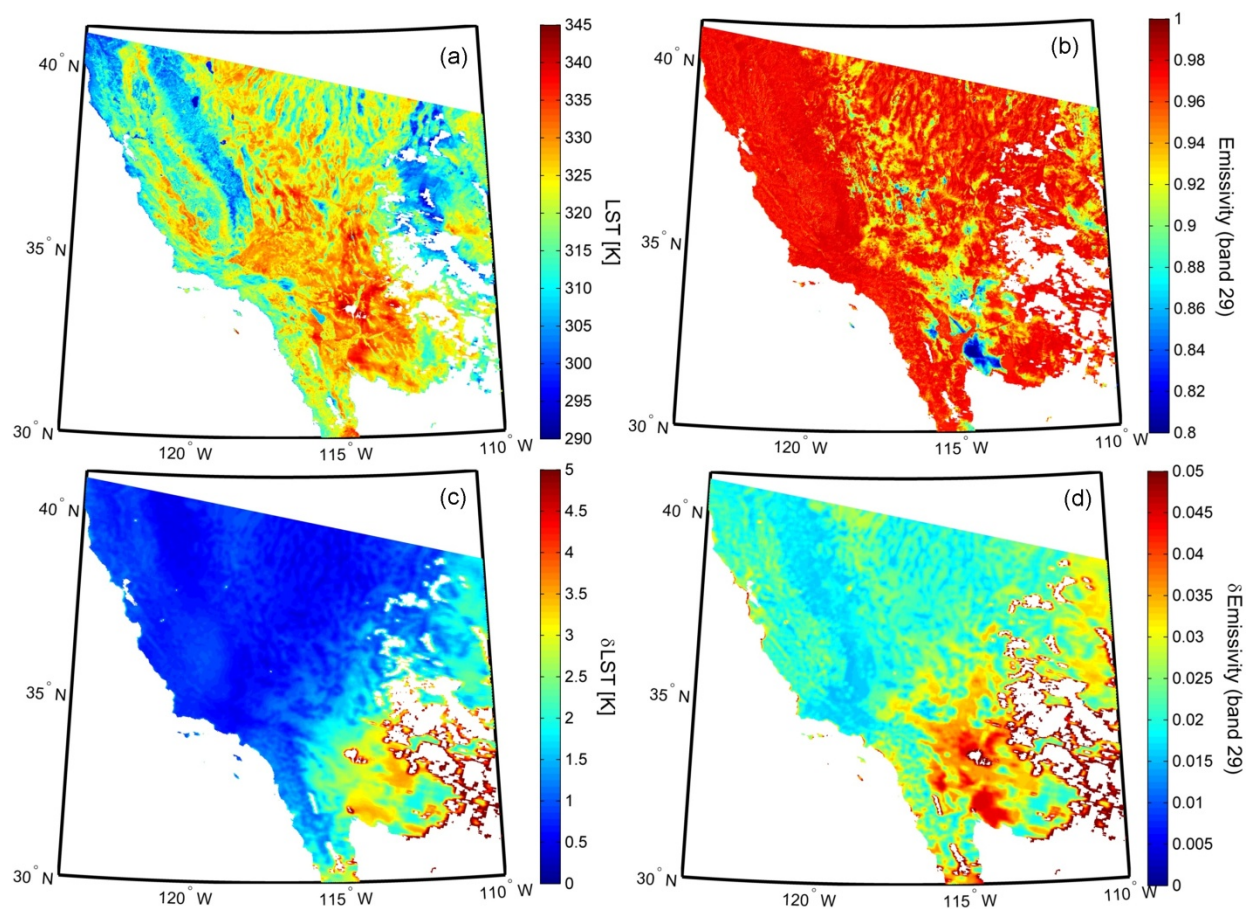 (a)
40° N
35° N
30° N
120° W
115° W
110° W
345
340
335
330
325
320
315
310
305
300
295
290
LST [K]
(b)
40° N
35° N
30° N
120° W
115° W
110° W
1
0.98
0.96
0.94
0.92
0.9
0.88
0.86
0.84
0.82
0.8
Emissivity (band 29)
(c)
40° N
35° N
30° N
120° W
115° W
110° W
5
4.5
4
3.5
3
2.5
2
1.5
1
0.5
0
δLST [K]
(d)
40° N
35° N
30° N
120° W
115° W
110° W
0.05
0.045
0.04
0.035
0.03
0.025
0.02
0.015
0.01
0.005
0
δEmissivity (band 29)